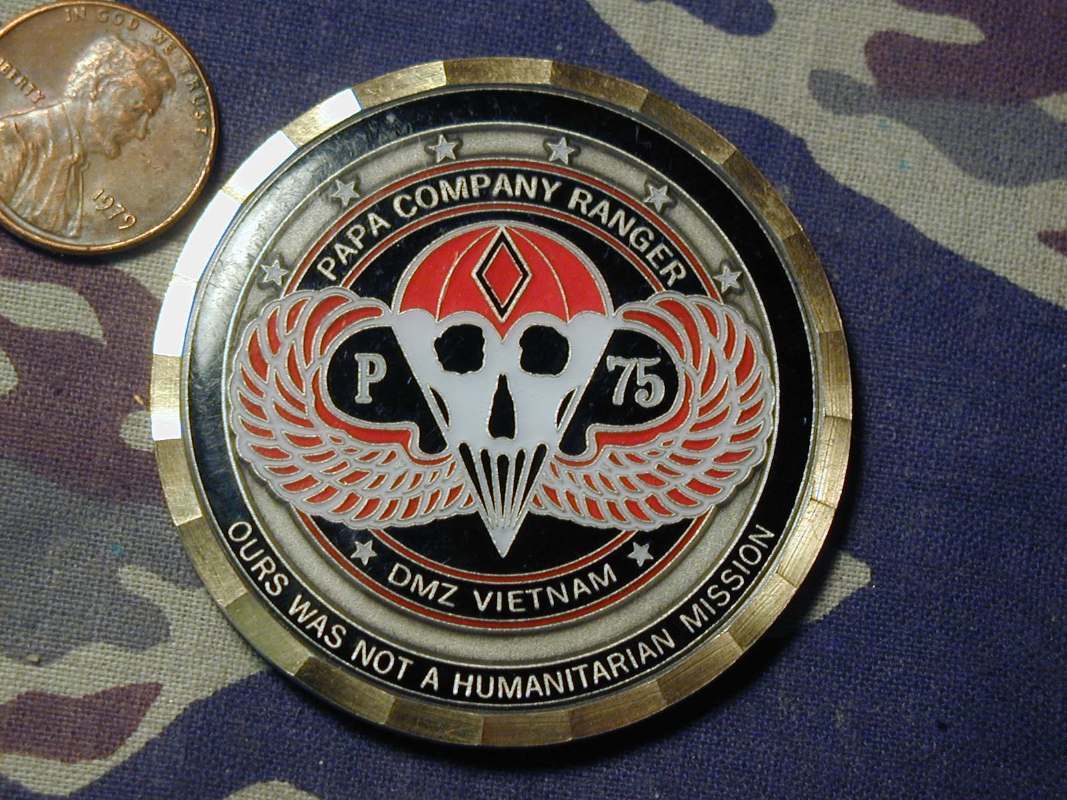 IN GOD WE TRUST
LIBERTY
1979
PAPA COMPANY RANGER
P
75
DMZ VIETNAM
OURS WAS NOT A HUMANITARIAN MISSION